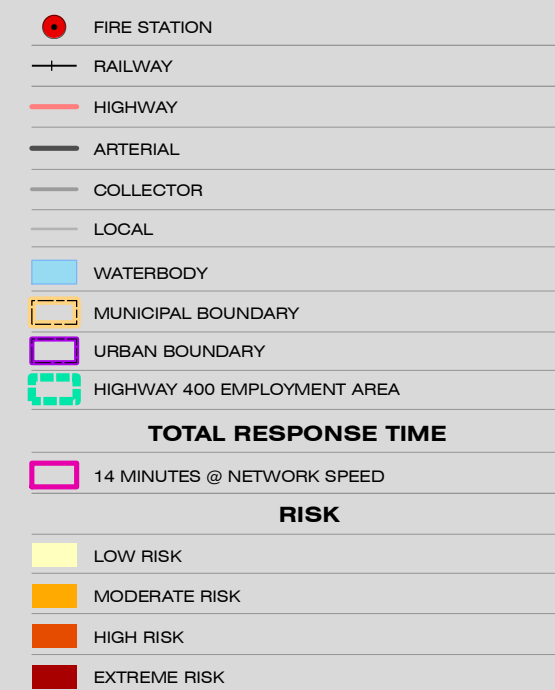 FIRE STATION
RAILWAY
HIGHWAY
ARTERIAL
COLLECTOR
LOCAL
WATERBODY
MUNICIPAL BOUNDARY
URBAN BOUNDARY
HIGHWAY 400 EMPLOYMENT AREA
TOTAL RESPONSE TIME
14 MINUTES @ NETWORK SPEED
RISK
LOW RISK
MODERATE RISK
HIGH RISK
EXTREME RISK